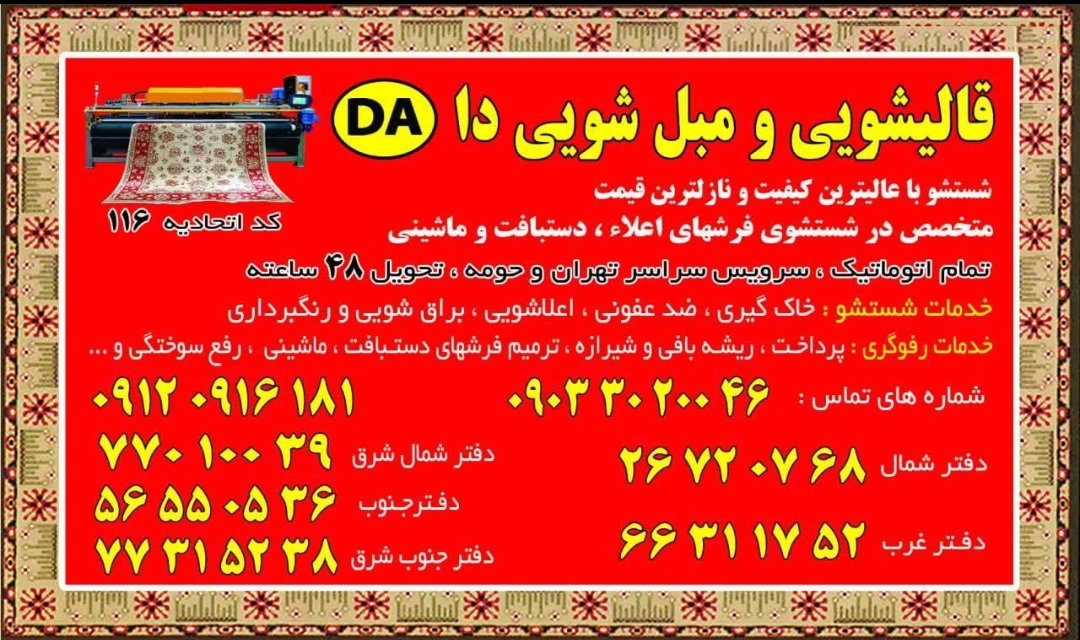 قالیشویی و مبل شویی دا DA
کد اتحادیه ۱۱۶
شستشو با عالیترین کیفیت و نازلترین قیمت
متخصص در شستشوی فرشهای اعلاء ، دستبافت و ماشینی
تمام اتوماتیک ، سرویس سراسر تهران و حومه ، تحویل ۴۸ ساعته
خدمات شستشو : خاک گیری ، ضد عفونی ، اعلاشویی ، براق شویی و رنگبرداری
خدمات رفوگری : پرداخت ، ریشه بافی و شیرازه ، ترمیم فرشهای دستبافت ، ماشینی ، رفع سوختگی و ...
شماره های تماس : ۰۹۰۳ ۳۰ ۲۰۰ ۴۶ ۰۹۱۲ ۰۹۱۶ ۱۸۱
دفتر شمال ۲۶ ۷۲ ۰۷ ۶۸
دفتر غرب ۶۶ ۳۱ ۱۷ ۵۲
دفتر شمال شرق ۷۷۰ ۱۰۰ ۳۹
دفترجنوب ۵۶ ۵۵ ۰۵ ۳۶
دفتر جنوب شرق ۷۷ ۳۱ ۵۲ ۳۸